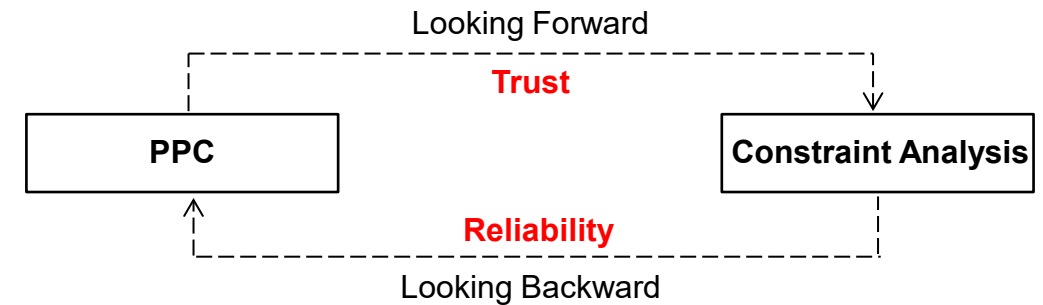 Looking Forward
Trust
PPC
Constraint Analysis
Reliability
Looking Backward